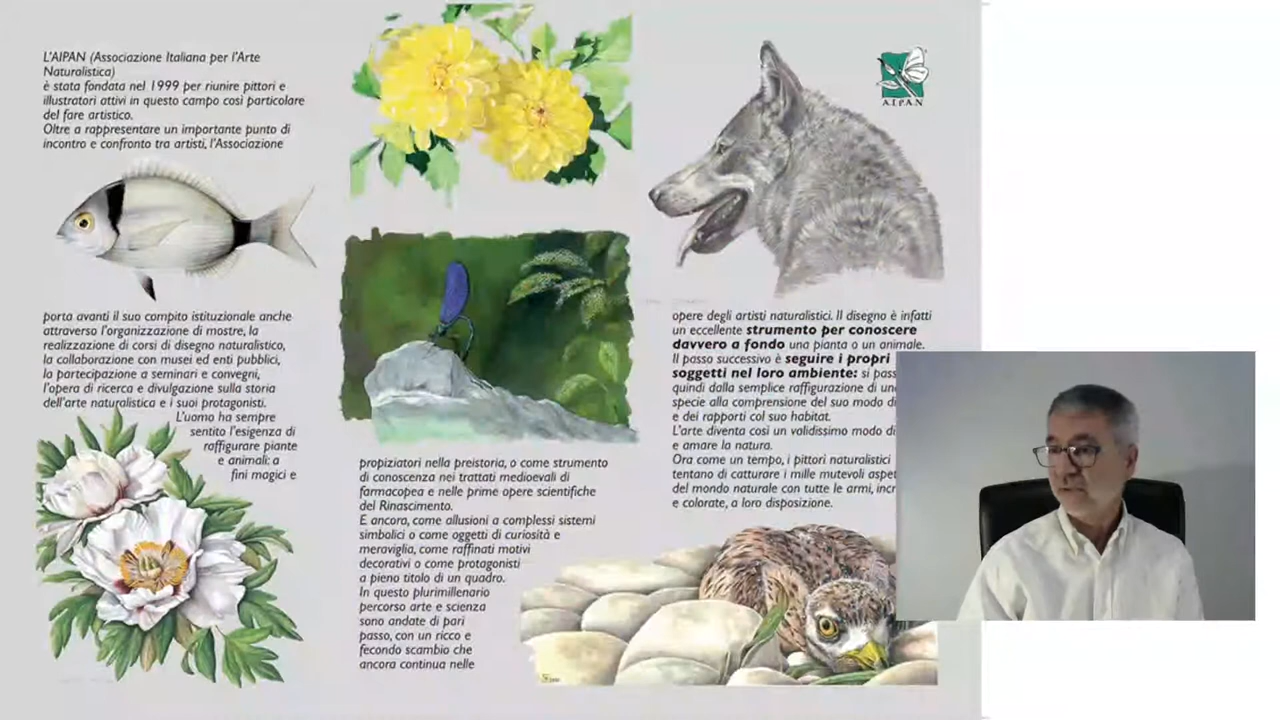 L'AIPAN (Associazione Italiana per l'Arte
Naturalistica)
è stata fondata nel 1999 per riunire pittori e
illustratori attivi in questo campo così particolare
del fare artistico.
Oltre a rappresentare un importante punto di
incontro e confronto tra artisti, l'Associazione
porta avanti il suo compito istituzionale anche
attraverso l'organizzazione di mostre, la
realizzazione di corsi di disegno naturalistico,
la collaborazione con musei ed enti pubblici,
la partecipazione a seminari e convegni,
l'opera di ricerca e divulgazione sulla storia
dell'arte naturalistica e i suoi protagonisti.
L'uomo ha sempre
sentito l'esigenza di
raffigurare piante
e animali: a
fini magici e
propiziatori nella preistoria, o come strumento
di conoscenza nei trattati medioevali di
farmacopea e nelle prime opere scientifiche
del Rinascimento.
E ancora, come allusioni a complessi sistemi
simbolici o come oggetti di curiosità e
meraviglia, come raffinati motivi
decorativi o come protagonisti
a pieno titolo di un quadro.
In questo plurimillenario
percorso arte e scienza
sono andate di pari
passo, con un ricco e
fecondo scambio che
ancora continua nelle
A.I.P.A.N
opere degli artisti naturalistici. Il disegno è infatti
un eccellente strumento per conoscere
davvero a fondo una pianta o un animale.
Il passo successivo è seguire i propri
soggetti nel loro ambiente: si pass
quindi dalla semplice raffigurazione di un
specie alla comprensione del suo modo di
e dei rapporti col suo habitat.
L'arte diventa così un validissimo modo di
e amare la natura.
Ora come un tempo, i pittori naturalistici
tentano di catturare i mille mutevoli aspet
del mondo naturale con tutte le armi, incr
e colorate, a loro disposizione.